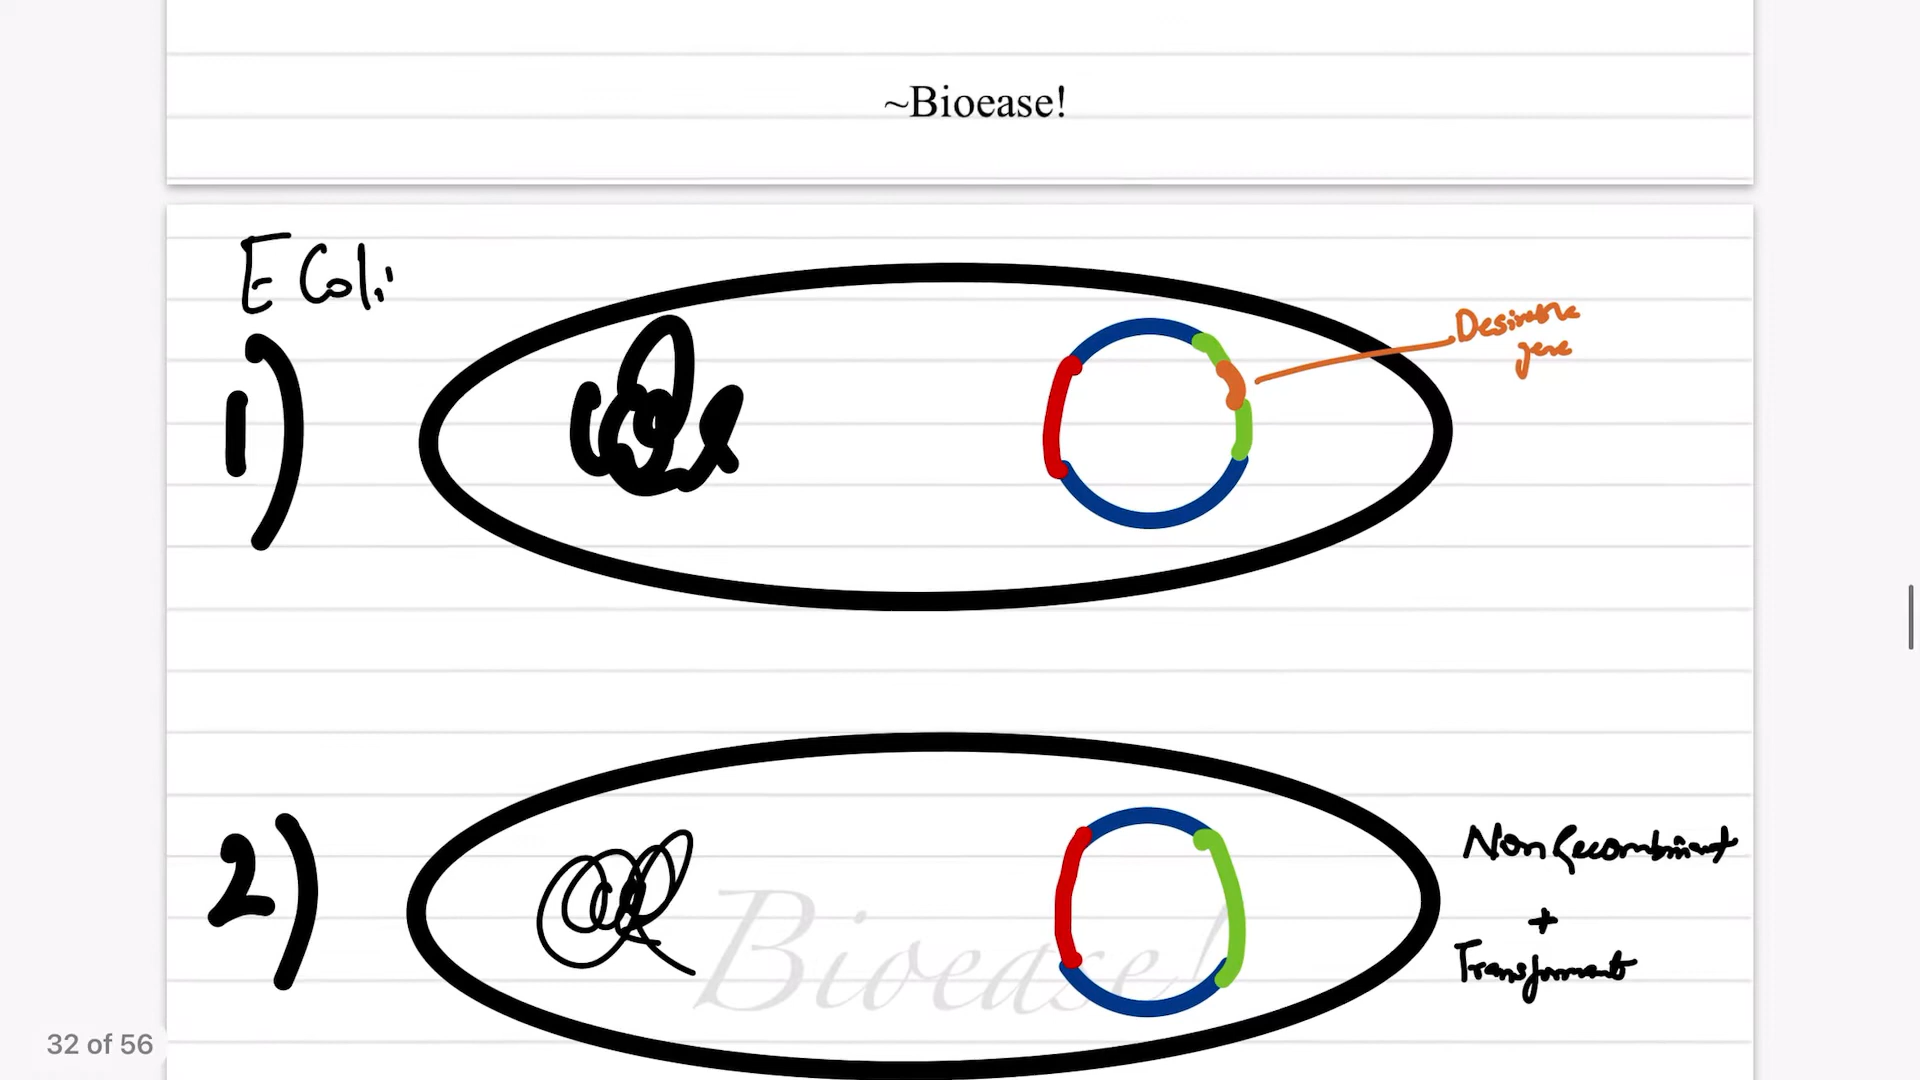 ~Bioease!
E Coli
1)
Desirable
gene
2)
Non Recombinant
+
Transformant
Bioease!
32 of 56